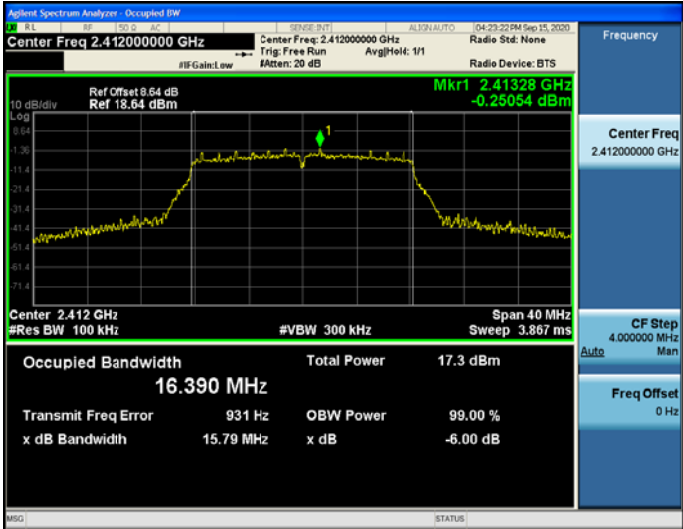 Agilent Spectrum Analyzer - Occupied BW
RL RF 50 Ω AC SENSE:INT ALIGN AUTO 04:23:22 PM Sep 15, 2020
Center Freq 2.412000000 GHz Center Freq: 2.412000000 GHz Radio Std: None
Trig: Free Run Avg|Hold: 1/1
#IFGain:Low #Atten: 20 dB Radio Device: BTS
Frequency
Ref Offset 8.64 dB Mkr1 2.41328 GHz
10 dB/div Ref 18.64 dBm -0.25054 dBm
Log
8.64
1
-1.36
-11.4
-21.4
-31.4
-41.4
-51.4
-61.4
-71.4
Center Freq
2.412000000 GHz
Center 2.412 GHz Span 40 MHz
#Res BW 100 kHz #VBW 300 kHz Sweep 3.867 ms
CF Step
4.000000 MHz
Auto Man
Occupied Bandwidth Total Power 17.3 dBm
16.390 MHz
Transmit Freq Error 931 Hz OBW Power 99.00 %
x dB Bandwidth 15.79 MHz x dB -6.00 dB
Freq Offset
0 Hz
MSG STATUS